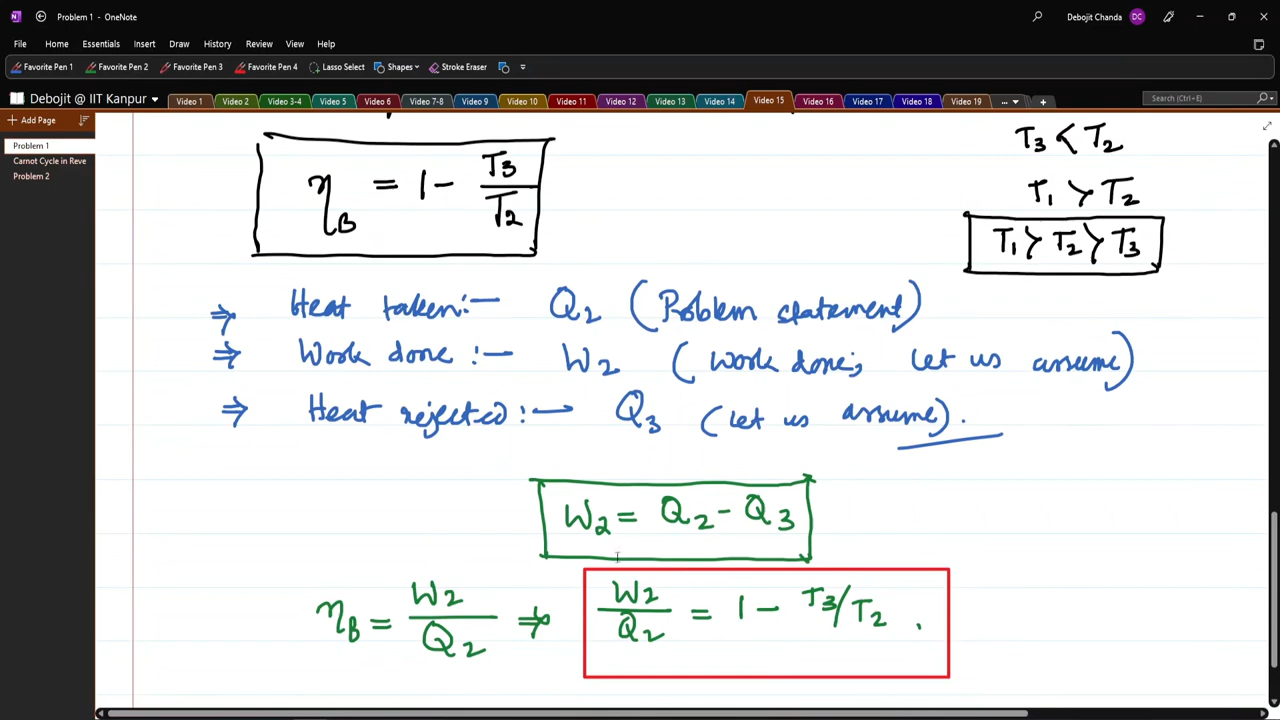 Problem 1 - OneNote
Debojit Chanda DC
File Home Essentials Insert Draw History Review View Help
Favorite Pen 1 Favorite Pen 2 Favorite Pen 3 Favorite Pen 4 Lasso Select Shapes Stroke Eraser
Debojit @ IIT Kanpur Video 1 Video 2 Video 3-4 Video 5 Video 6 Video 7-8 Video 9 Video 10 Video 11 Video 12 Video 13 Video 14 Video 15 Video 16 Video 17 Video 18 Video 19 ... + Search (Ctrl+E)
Add Page
Problem 1
Carnot Cycle in Reve
Problem 2
T3 < T2
η_B = 1 - T3/T2
T1 > T2
T1 > T2 > T3
⇒ Heat taken:- Q2 (Problem statement)
⇒ Work done :- W2 (Work done; let us assume)
⇒ Heat rejected:→ Q3 (let us assume).
W2 = Q2 - Q3
η_B = W2/Q2 ⇒ W2/Q2 = 1 - T3/T2 .